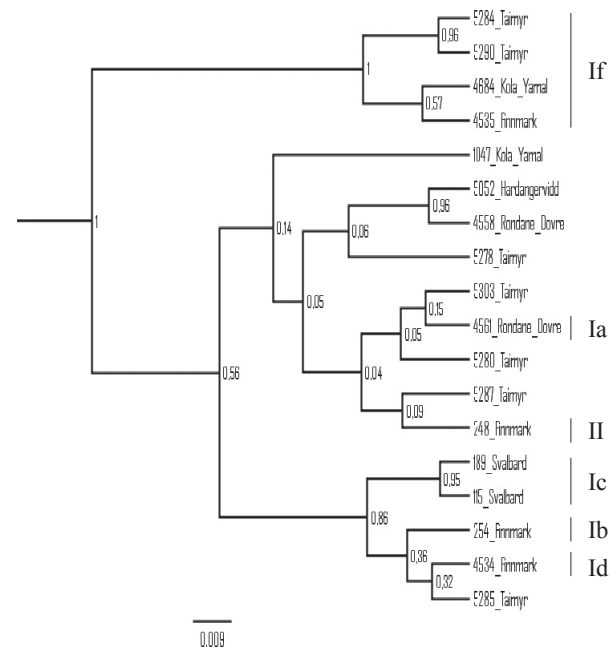 5284_Taimyr
0,96
5290_Taimyr
If
1
4684_Kola_Yamal
0,57
4535_Finnmark
1047_Kola_Yamal
5052_Hardangervidd
0,96
4558_Rondane_Dovre
1
0,14
0,06
5278_Taimyr
0,05
5303_Taimyr
0,15
4561_Rondane_Dovre
Ia
0,05
5280_Taimyr
0,56
0,04
5287_Taimyr
0,09
248_Finnmark
II
189_Svalbard
0,95
Ic
115_Svalbard
0,86
254_Finnmark
Ib
0,36
4534_Finnmark
Id
0,32
5285_Taimyr
0.009